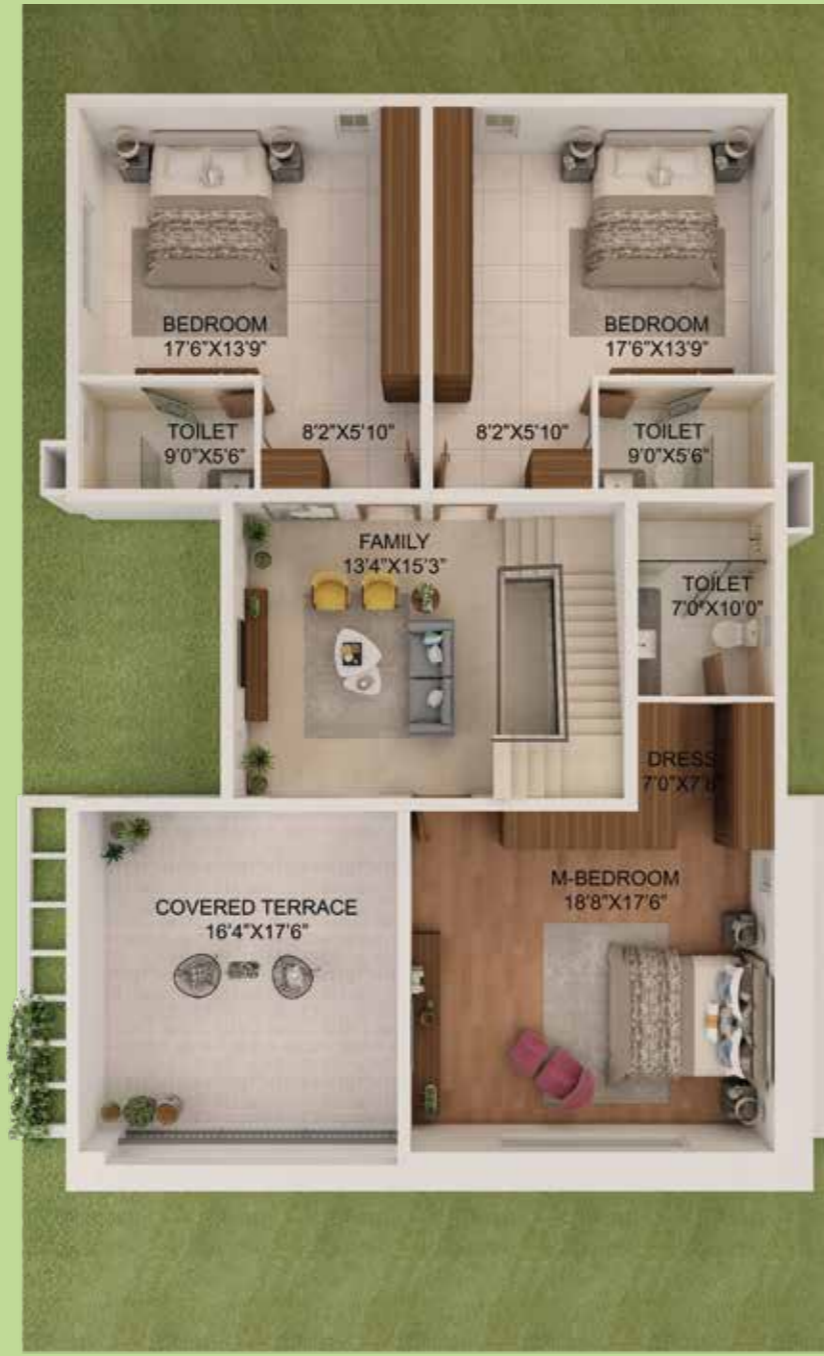 BEDROOM
17'6"X13'9"
BEDROOM
17'6"X13'9"
TOILET
9'0"X5'6"
8'2"X5'10"
8'2"X5'10"
TOILET
9'0"X5'6"
FAMILY
13'4"X15'3"
TOILET
7'0"X10'0"
DRESS
M-BEDROOM
18'8"X17'6"
COVERED TERRACE
16'4"X17'6"